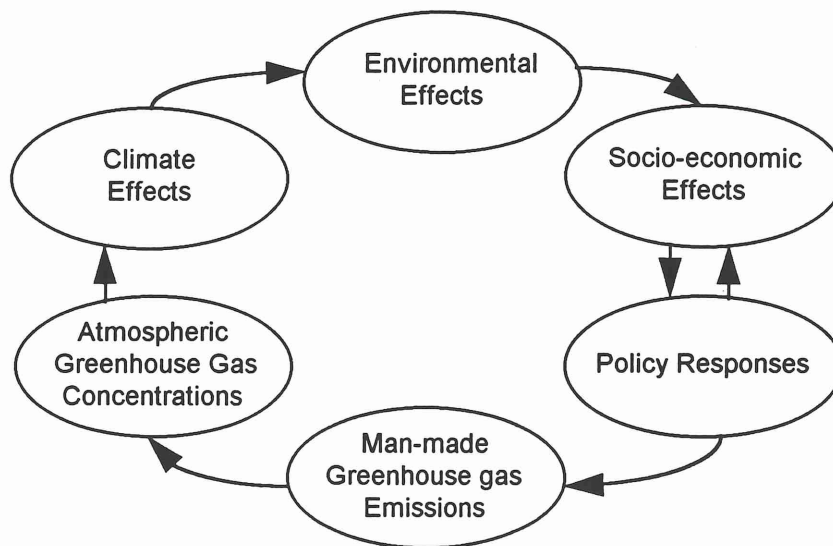 Environmental
Effects
Climate
Effects
Socio-economic
Effects
Atmospheric
Greenhouse Gas
Concentrations
Policy Responses
Man-made
Greenhouse gas
Emissions